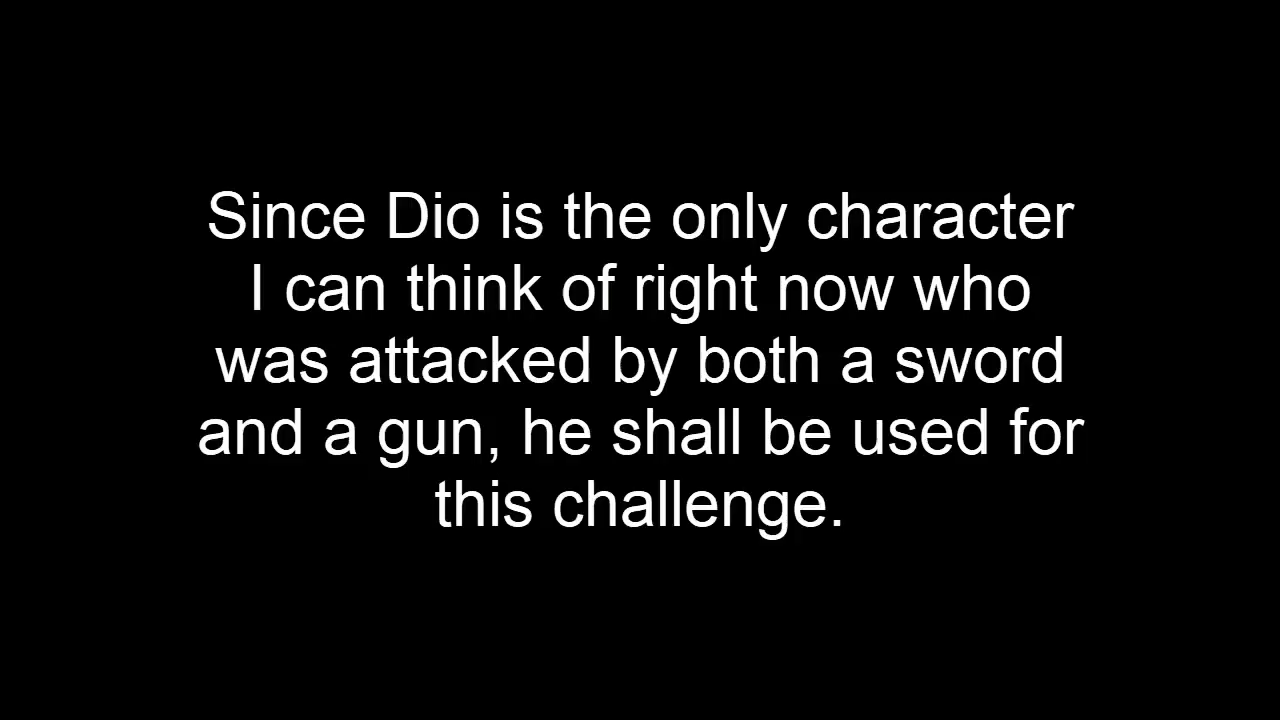 Since Dio is the only character
I can think of right now who
was attacked by both a sword
and a gun, he shall be used for
this challenge.